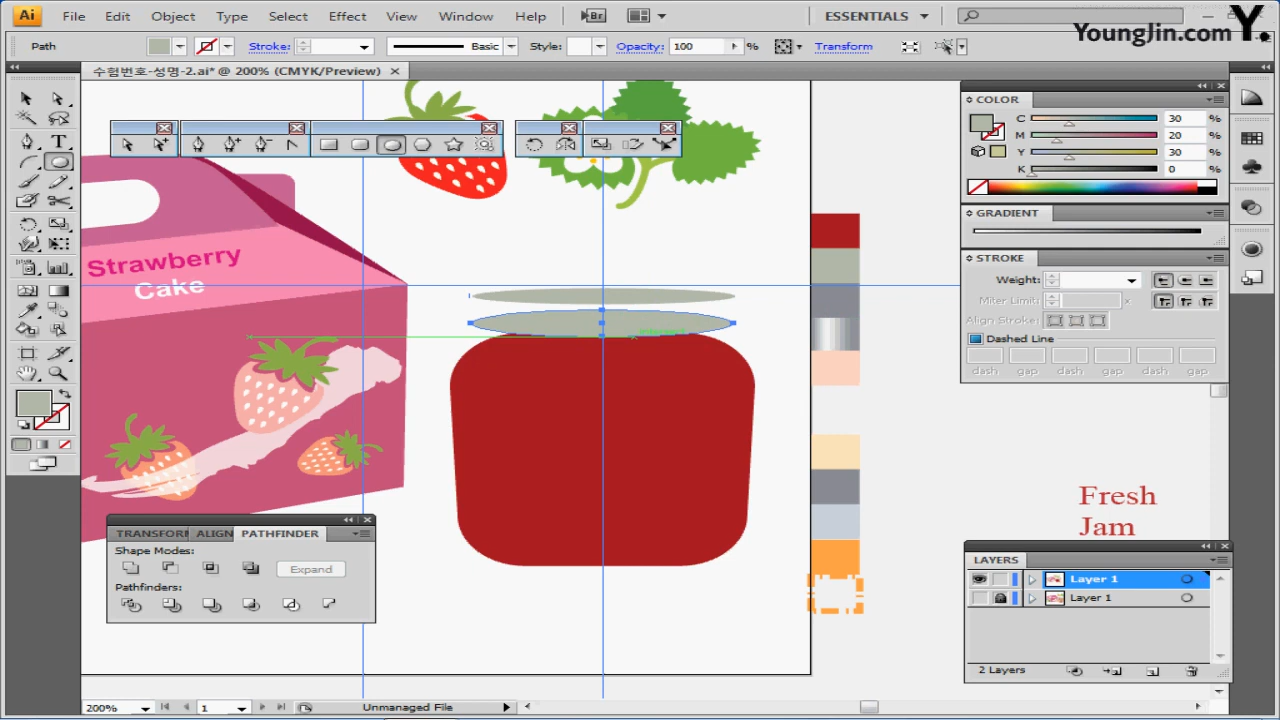 Ai File Edit Object Type Select Effect View Window Help Br ESSENTIALS
Y.
YoungJin.com
Path Stroke: Basic Style: Opacity: 100 % Transform
수험번호-성명-2.ai* @ 200% (CMYK/Preview)
COLOR
C 30 %
M 20 %
Y 30 %
K 0 %
GRADIENT
STROKE
Weight:
Miter Limit: x
Align Stroke:
Dashed Line
dash gap dash gap dash gap
Strawberry
Cake
intersect
Fresh
Jam
TRANSFORM ALIGN PATHFINDER
Shape Modes:
Expand
Pathfinders:
LAYERS
Layer 1
Layer 1
2 Layers
200% 1 Unmanaged File